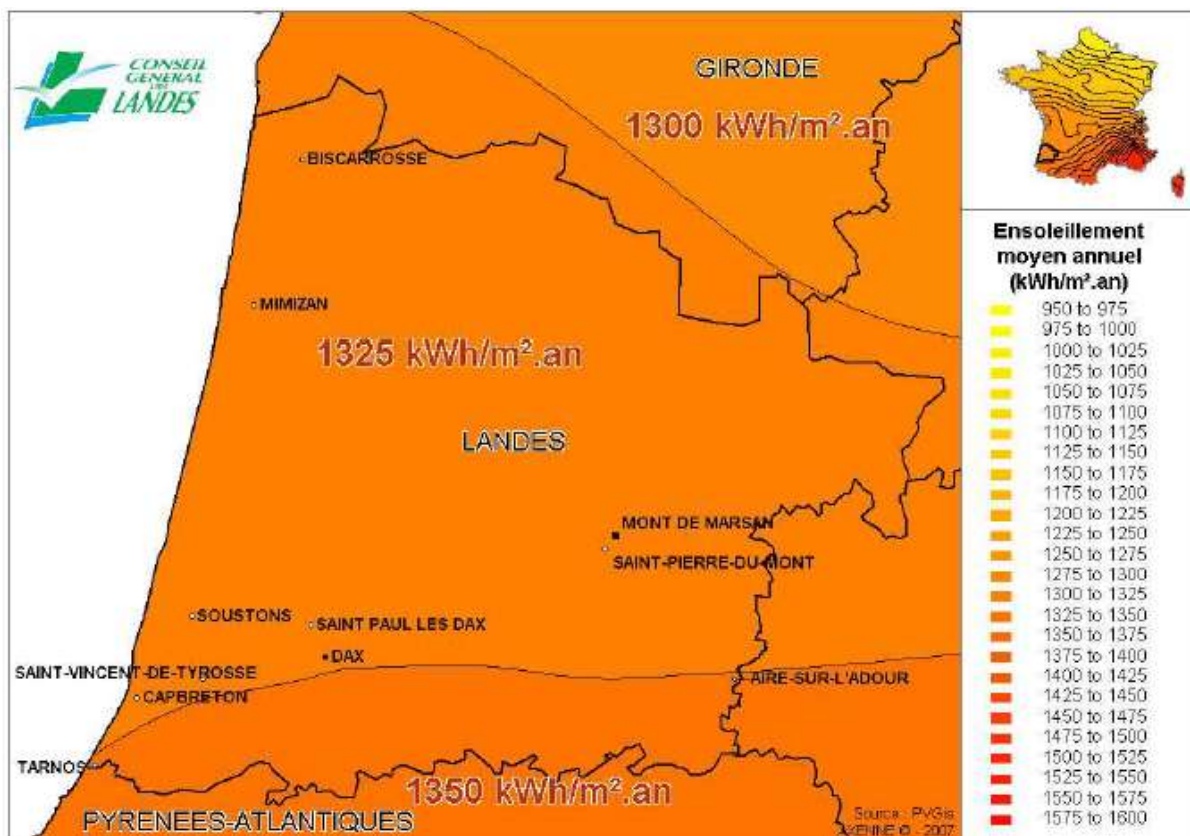 CONSEIL
GENERAL
DES
LANDES
GIRONDE
1300 kWh/m².an
BISCARROSSE
MIMIZAN
1325 kWh/m².an
LANDES
MONT DE MARSAN
SAINT-PIERRE-DU-MONT
SOUSTONS
SAINT PAUL LES DAX
DAX
SAINT-VINCENT-DE-TYROSSE
AIRE-SUR-L'ADOUR
CAPBRETON
TARNOS
1350 kWh/m².an
PYRENEES-ATLANTIQUES
Source : PVGis
AXENNE © - 2007
Ensoleillement
moyen annuel
(kWh/m².an)
950 to 975
975 to 1000
1000 to 1025
1025 to 1050
1050 to 1075
1075 to 1100
1100 to 1125
1125 to 1150
1150 to 1175
1175 to 1200
1200 to 1225
1225 to 1250
1250 to 1275
1275 to 1300
1300 to 1325
1325 to 1350
1350 to 1375
1375 to 1400
1400 to 1425
1425 to 1450
1450 to 1475
1475 to 1500
1500 to 1525
1525 to 1550
1550 to 1575
1575 to 1600